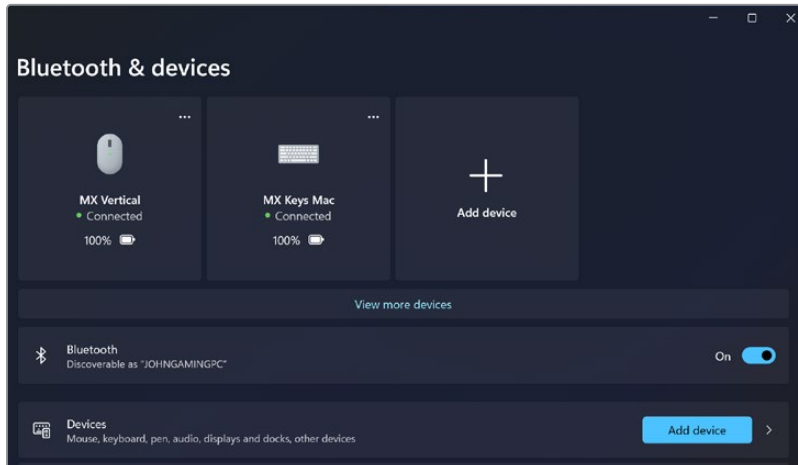 Bluetooth & devices
MX Vertical
Connected
100%
MX Keys Mac
Connected
100%
Add device
View more devices
Bluetooth
Discoverable as "JOHNGAMINGPC"
On
Devices
Mouse, keyboard, pen, audio, displays and docks, other devices
Add device